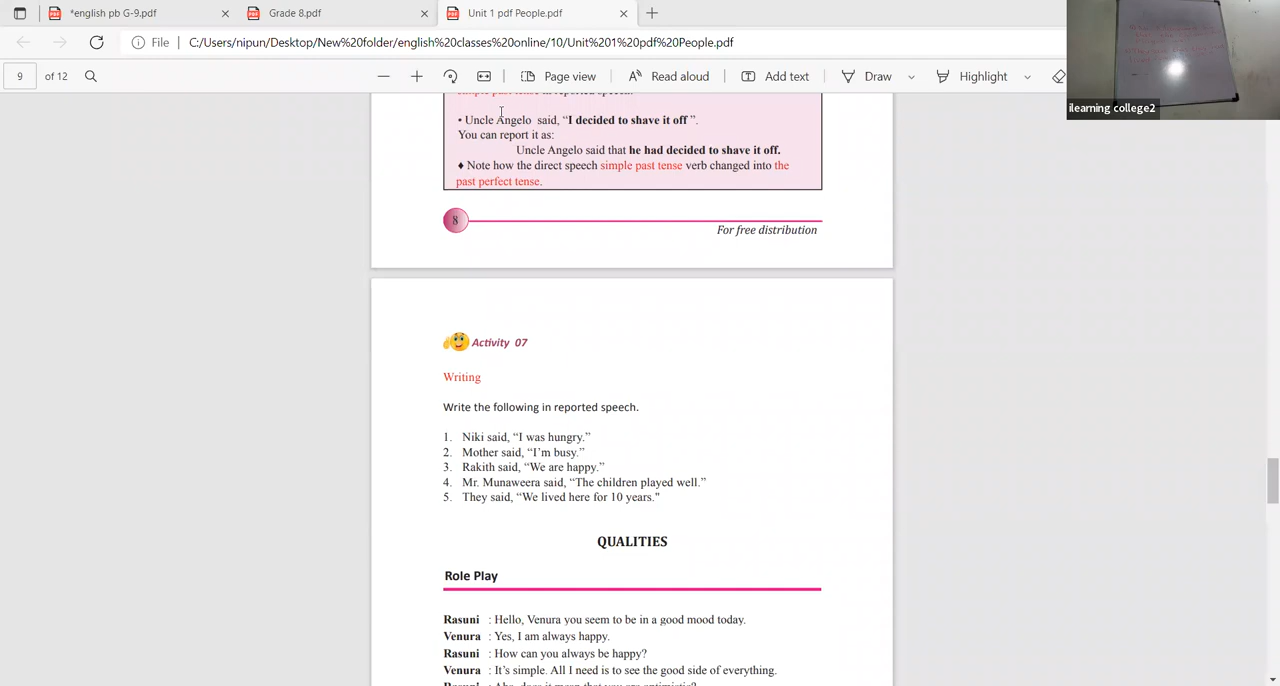 *english pb G-9.pdf
Grade 8.pdf
Unit 1 pdf People.pdf
File
C:/Users/nipun/Desktop/New%20folder/english%20classes%20online/10/Unit%201%20pdf%20People.pdf
9 of 12
Page view
Read aloud
Add text
Draw
Highlight
ilearning college2
simple past tense in reported speech.
• Uncle Angelo said, “I decided to shave it off ”.
You can report it as:
Uncle Angelo said that he had decided to shave it off.
♦ Note how the direct speech simple past tense verb changed into the
past perfect tense.
8
For free distribution
Activity 07
Writing
Write the following in reported speech.
1. Niki said, “I was hungry.”
2. Mother said, “I’m busy.”
3. Rakith said, “We are happy.”
4. Mr. Munaweera said, “The children played well.”
5. They said, “We lived here for 10 years."
QUALITIES
Role Play
Rasuni : Hello, Venura you seem to be in a good mood today.
Venura : Yes, I am always happy.
Rasuni : How can you always be happy?
Venura : It’s simple. All I need is to see the good side of everything.